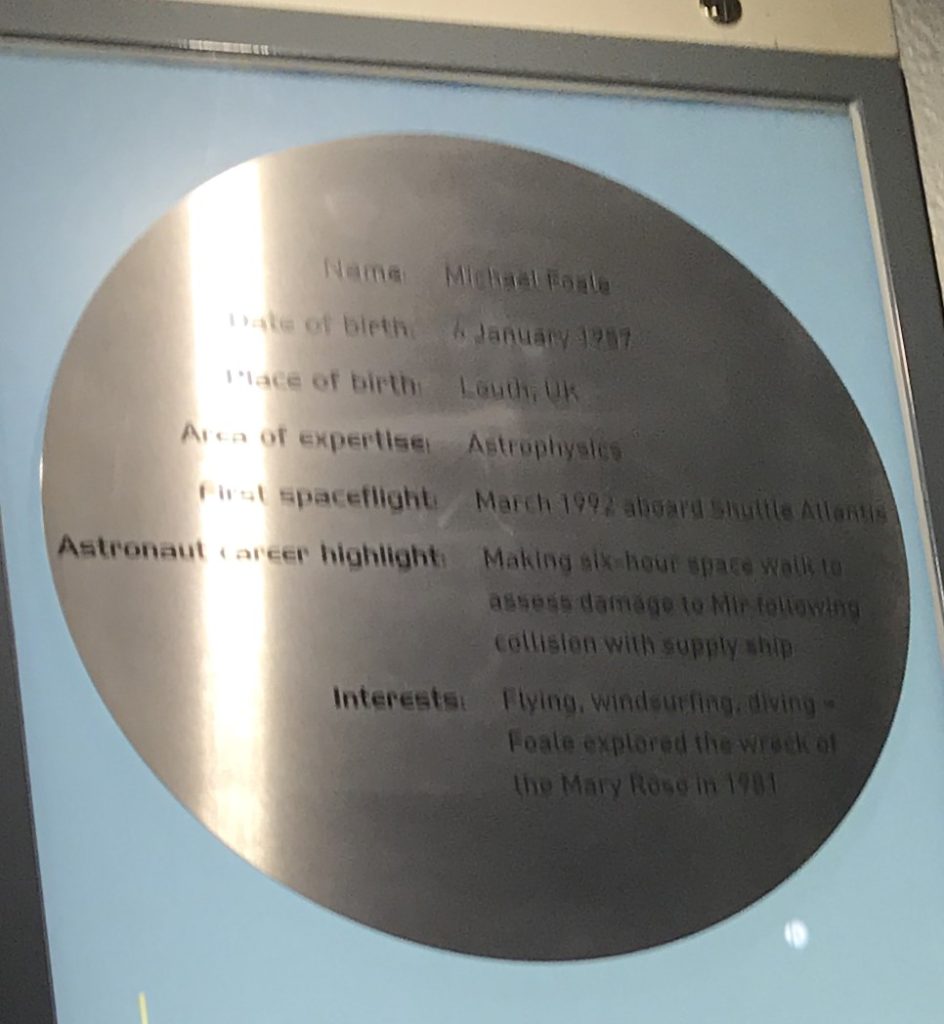 Name: Michael Foale
Date of birth: 6 January 1957
Place of birth: Louth, UK
Area of expertise: Astrophysics
First spaceflight: March 1992 aboard Shuttle Atlantis
Astronaut career highlight: Making six-hour space walk to
assess damage to Mir following
collision with supply ship
Interests: Flying, windsurfing, diving –
Foale explored the wreck of
the Mary Rose in 1981